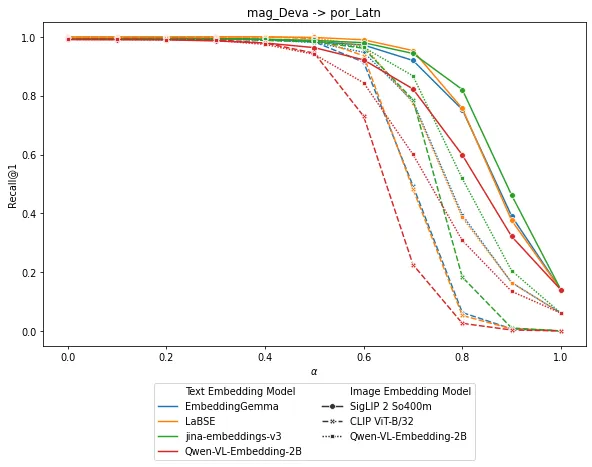 mag_Deva -> por_Latn
Recall@1
1.0
0.8
0.6
0.4
0.2
0.0
0.0 0.2 0.4 0.6 0.8 1.0
α
Text Embedding Model Image Embedding Model
EmbeddingGemma SigLIP 2 So400m
LaBSE CLIP ViT-B/32
jina-embeddings-v3 Qwen-VL-Embedding-2B
Qwen-VL-Embedding-2B